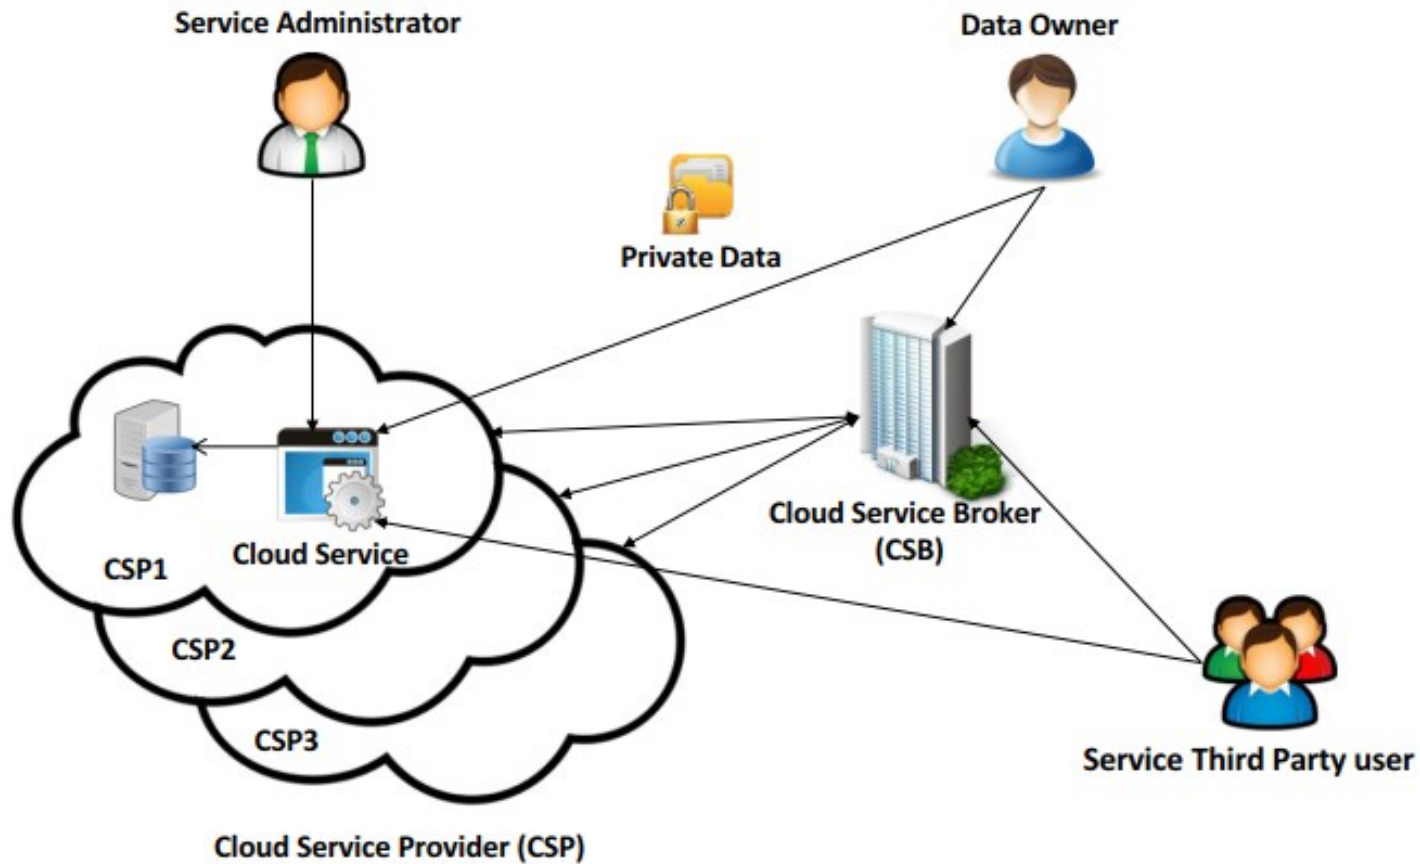 Service Administrator
Data Owner
Private Data
Cloud Service Broker
(CSB)
Cloud Service
CSP1
CSP2
CSP3
Service Third Party user
Cloud Service Provider (CSP)